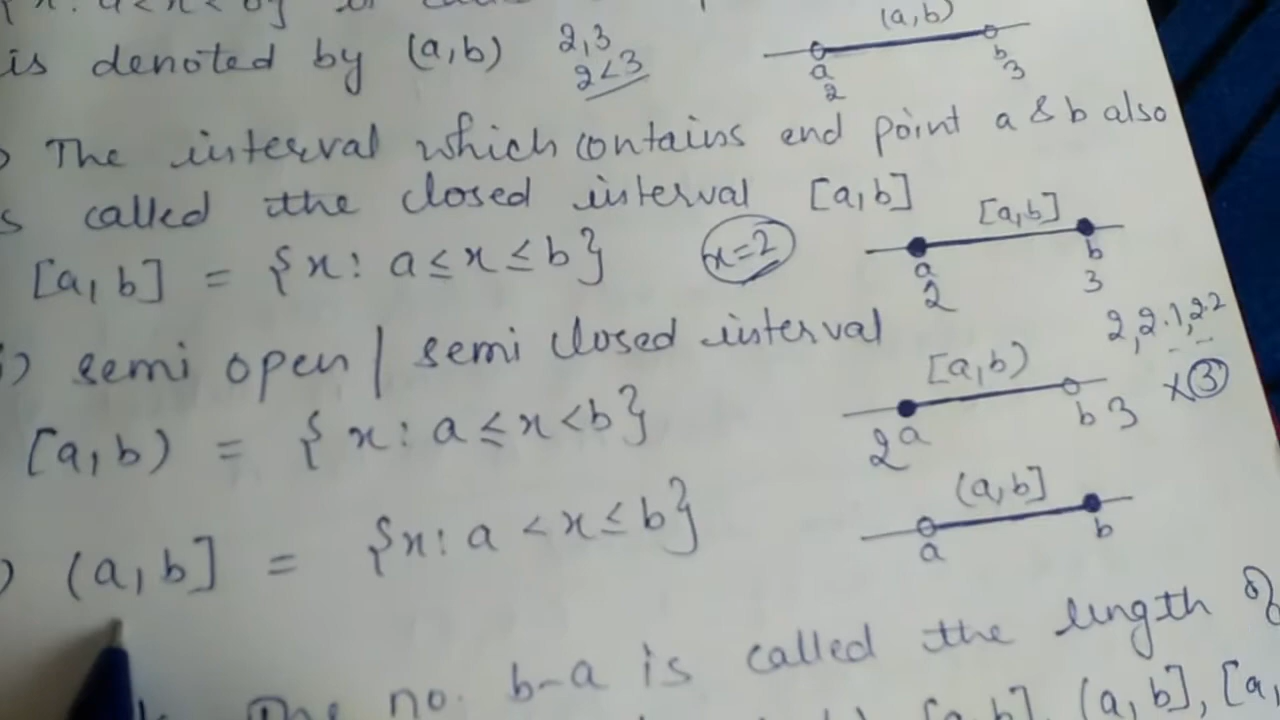 is denoted by (a,b) 2,3
2<3
(a,b)
a b
2 3
The interval which contains end point a & b also
called the closed interval [a,b]
[a,b] = {x: a≤x≤b} x=2
[a,b]
a b
2 3
semi open | semi closed interval
2,2.1,2.2
[a,b) = {x: a≤x<b}
[a,b) x 3
2 a b 3
(a,b] = {x: a<x≤b}
(a,b]
a b
no. b-a is called the length
(a,b],